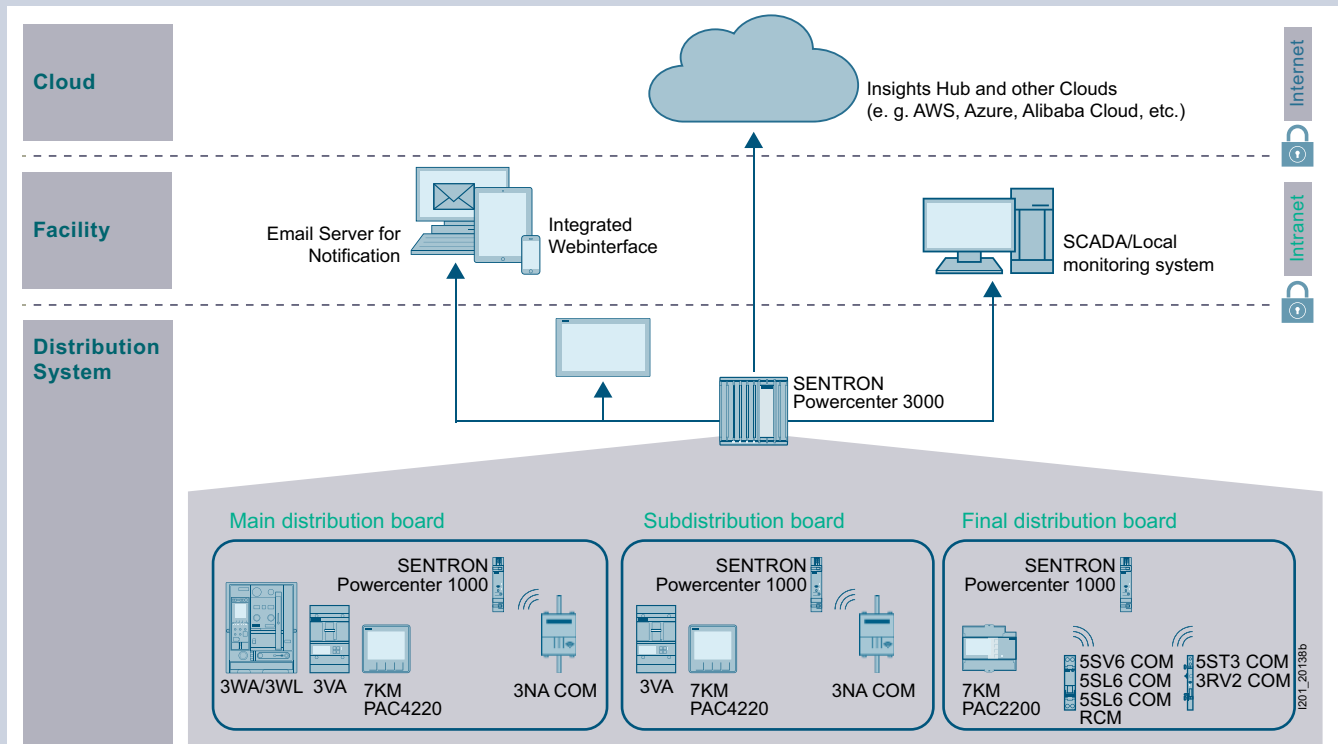 Cloud
Insights Hub and other Clouds
(e. g. AWS, Azure, Alibaba Cloud, etc.)
Internet
Facility
Email Server for
Notification
Integrated
Webinterface
SCADA/Local
monitoring system
Intranet
Distribution
System
SENTRON
Powercenter 3000
Main distribution board
SENTRON
Powercenter 1000
3WA/3WL
3VA
7KM
PAC4220
3NA COM
Subdistribution board
SENTRON
Powercenter 1000
3VA
7KM
PAC4220
3NA COM
Final distribution board
SENTRON
Powercenter 1000
7KM
PAC2200
5SV6 COM
5SL6 COM
5SL6 COM
RCM
5ST3 COM
3RV2 COM
I201_20138b